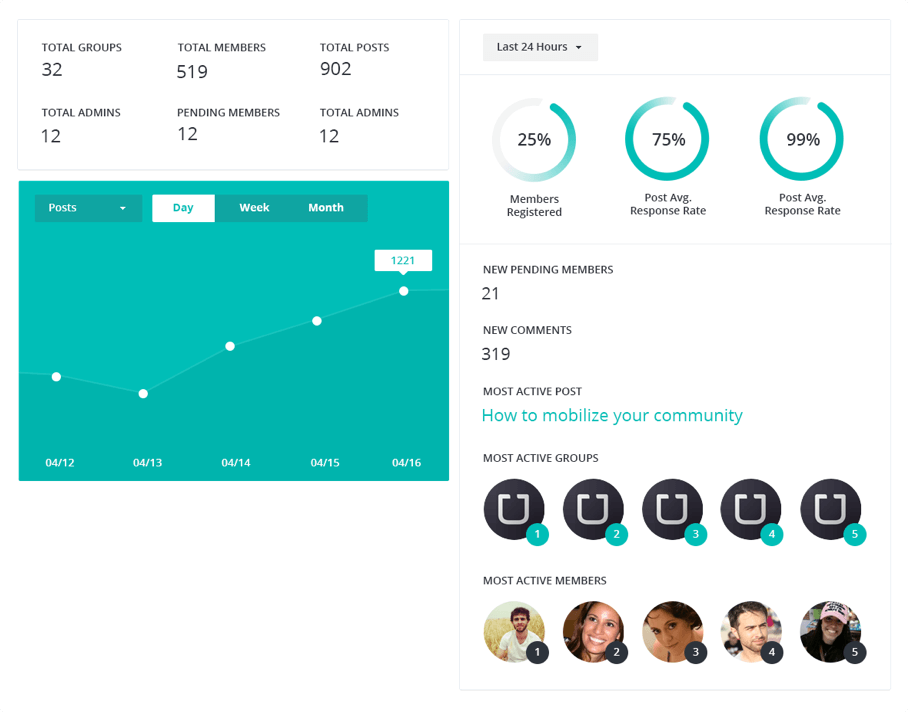 TOTAL GROUPS
32
TOTAL MEMBERS
519
TOTAL POSTS
902
TOTAL ADMINS
12
PENDING MEMBERS
12
TOTAL ADMINS
12
Posts
Day
Week
Month
1221
04/12
04/13
04/14
04/15
04/16
Last 24 Hours
25%
Members
Registered
75%
Post Avg.
Response Rate
99%
Post Avg.
Response Rate
NEW PENDING MEMBERS
21
NEW COMMENTS
319
MOST ACTIVE POST
How to mobilize your community
MOST ACTIVE GROUPS
1
2
3
4
5
MOST ACTIVE MEMBERS
1
2
3
4
5